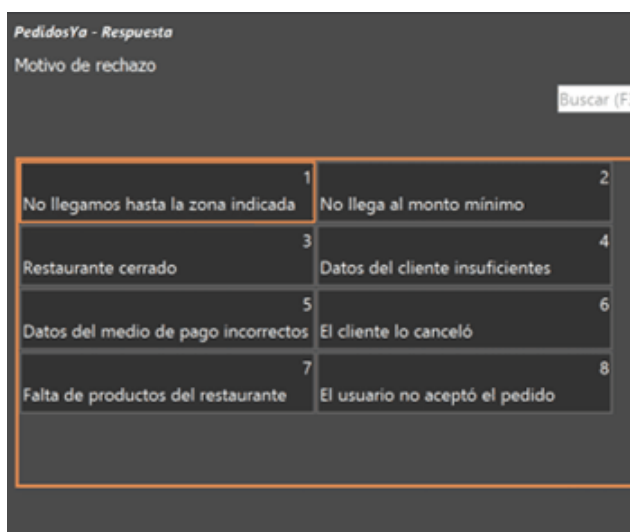 PedidosYa - Respuesta
Motivo de rechazo
Buscar (F
1
No llegamos hasta la zona indicada
2
No llega al monto mínimo
3
Restaurante cerrado
4
Datos del cliente insuficientes
5
Datos del medio de pago incorrectos
6
El cliente lo canceló
7
Falta de productos del restaurante
8
El usuario no aceptó el pedido